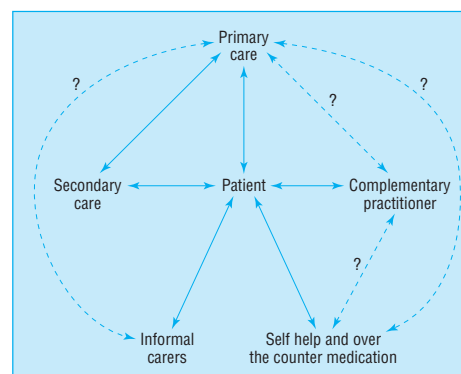 Primary
care
?
?
?
Secondary
care
Patient
Complementary
practitioner
?
Informal
carers
Self help and over
the counter medication